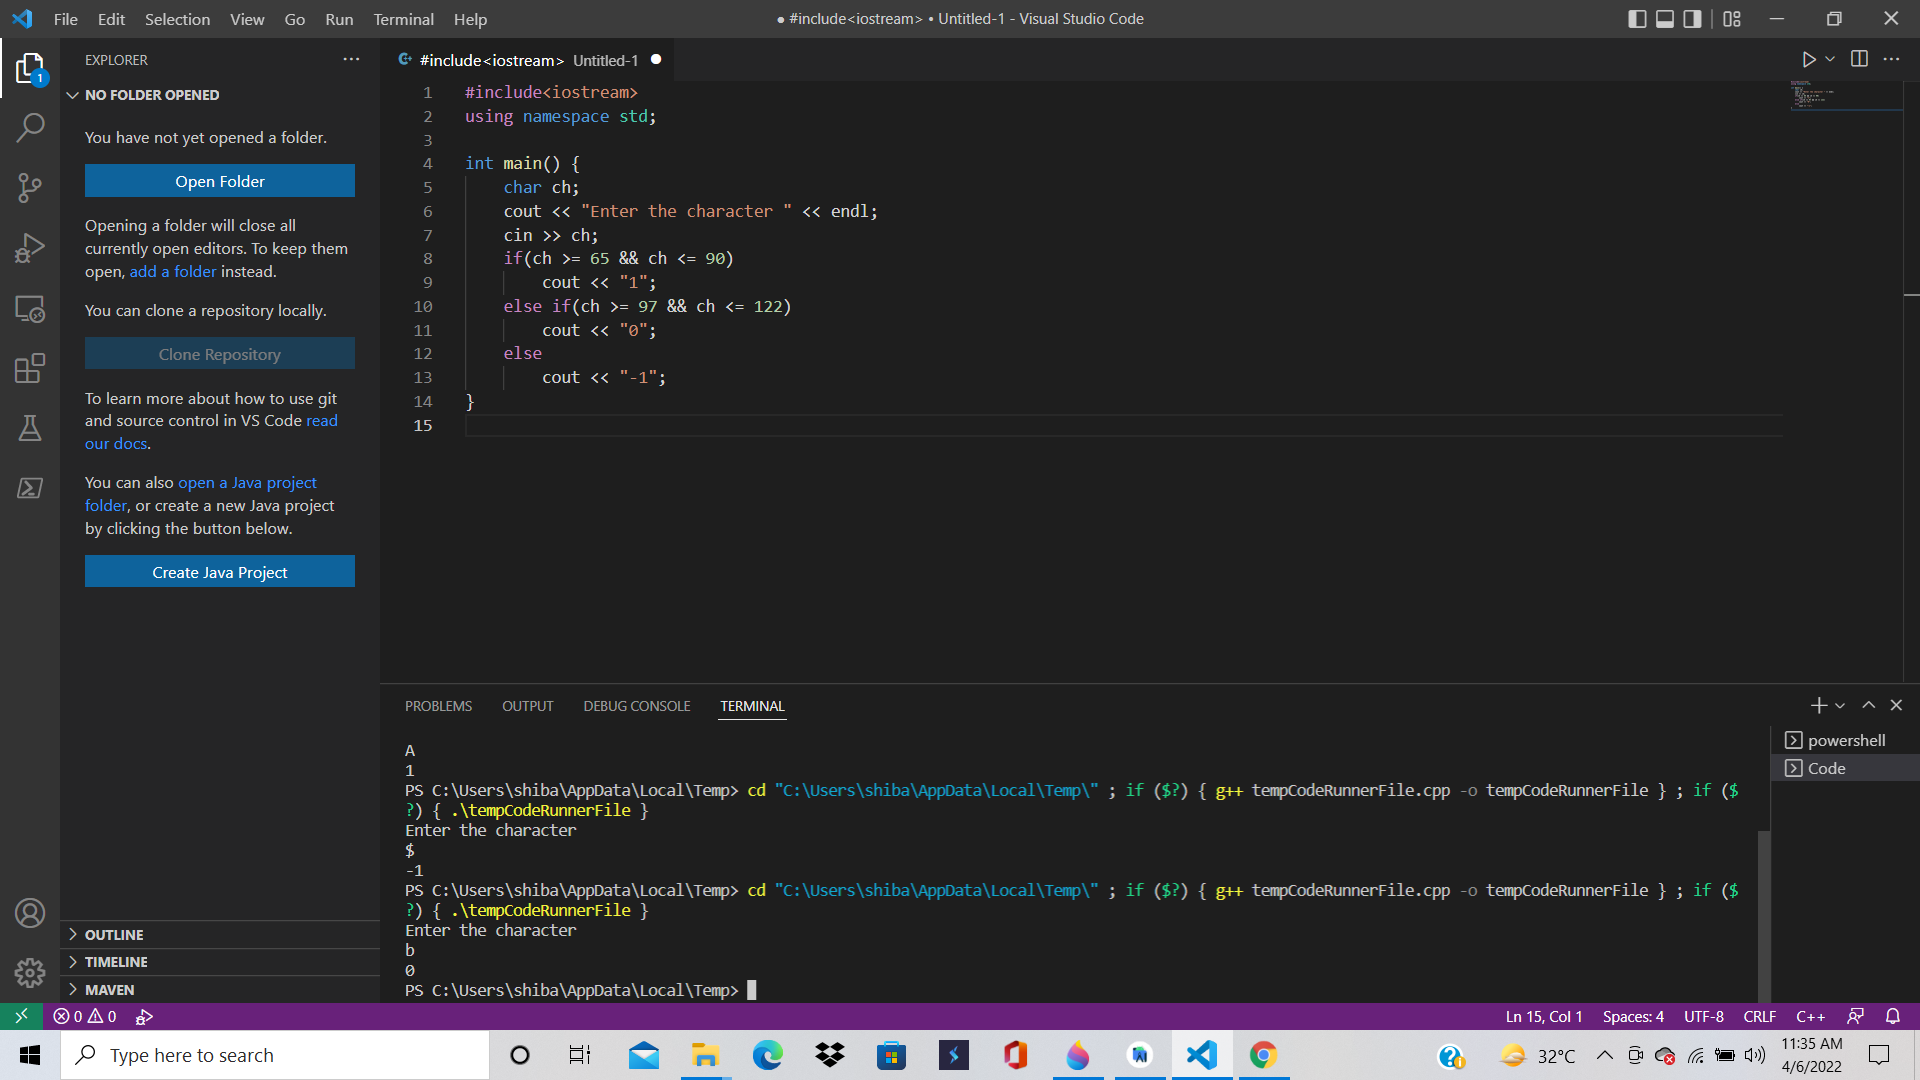 File Edit Selection View Go Run Terminal Help
● #include<iostream> • Untitled-1 - Visual Studio Code
EXPLORER
1
NO FOLDER OPENED
You have not yet opened a folder.
Open Folder
Opening a folder will close all
currently open editors. To keep them
open, add a folder instead.
You can clone a repository locally.
Clone Repository
To learn more about how to use git
and source control in VS Code read
our docs.
You can also open a Java project
folder, or create a new Java project
by clicking the button below.
Create Java Project
OUTLINE
TIMELINE
MAVEN
#include<iostream> Untitled-1
1 #include<iostream>
2 using namespace std;
3
4 int main() {
5 char ch;
6 cout << "Enter the character " << endl;
7 cin >> ch;
8 if(ch >= 65 && ch <= 90)
9 cout << "1";
10 else if(ch >= 97 && ch <= 122)
11 cout << "0";
12 else
13 cout << "-1";
14 }
15
PROBLEMS OUTPUT DEBUG CONSOLE TERMINAL
A
1
PS C:\Users\shiba\AppData\Local\Temp> cd "C:\Users\shiba\AppData\Local\Temp\" ; if ($?) { g++ tempCodeRunnerFile.cpp -o tempCodeRunnerFile } ; if ($
?) { .\tempCodeRunnerFile }
Enter the character
$
-1
PS C:\Users\shiba\AppData\Local\Temp> cd "C:\Users\shiba\AppData\Local\Temp\" ; if ($?) { g++ tempCodeRunnerFile.cpp -o tempCodeRunnerFile } ; if ($
?) { .\tempCodeRunnerFile }
Enter the character
b
0
PS C:\Users\shiba\AppData\Local\Temp>
powershell
Code
0 0
Ln 15, Col 1 Spaces: 4 UTF-8 CRLF C++
Type here to search
32°C
11:35 AM
4/6/2022